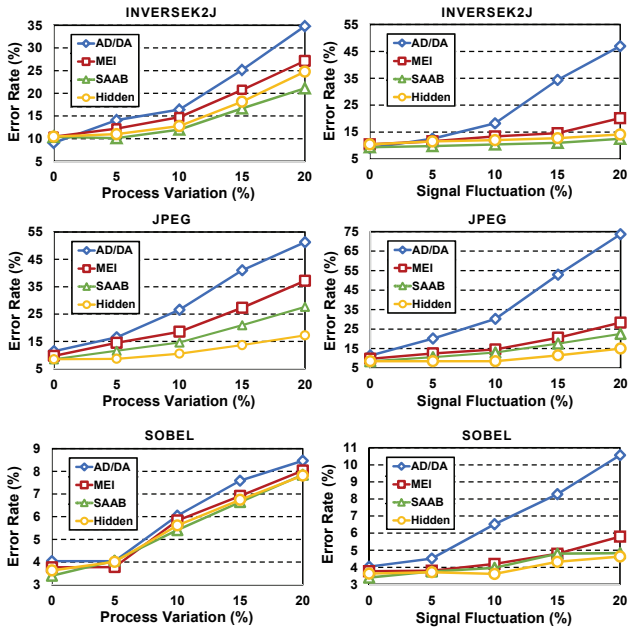 INVERSEK2J
Error Rate (%)
35
30
25
20
15
10
5
AD/DA
MEI
SAAB
Hidden
0 5 10 15 20
Process Variation (%)
INVERSEK2J
Error Rate (%)
55
45
35
25
15
5
AD/DA
MEI
SAAB
Hidden
0 5 10 15 20
Signal Fluctuation (%)
JPEG
Error Rate (%)
55
45
35
25
15
5
AD/DA
MEI
SAAB
Hidden
0 5 10 15 20
Process Variation (%)
JPEG
Error Rate (%)
75
65
55
45
35
25
15
5
AD/DA
MEI
SAAB
Hidden
0 5 10 15 20
Signal Fluctuation (%)
SOBEL
Error Rate (%)
9
8
7
6
5
4
3
AD/DA
MEI
SAAB
Hidden
0 5 10 15 20
Process Variation (%)
SOBEL
Error Rate (%)
11
10
9
8
7
6
5
4
3
AD/DA
MEI
SAAB
Hidden
0 5 10 15 20
Signal Fluctuation (%)